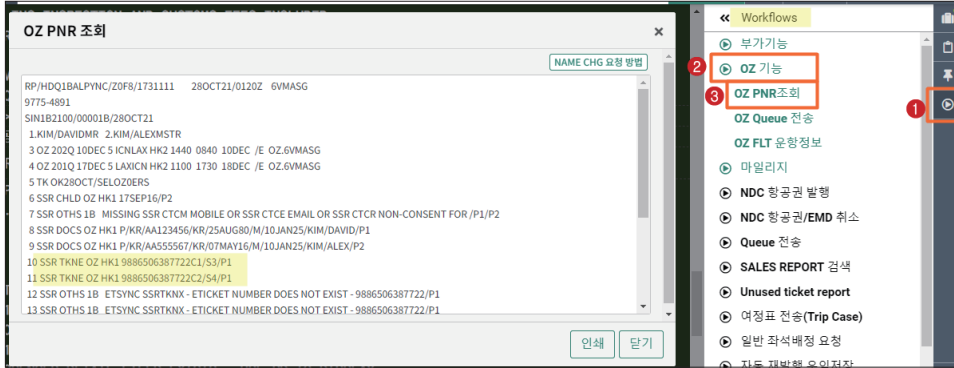 OZ PNR 조회
×
NAME CHG 요청 방법
RP/HDQ1BALPYNC/Z0F8/1731111 28OCT21/0120Z 6VMASG
9775-4891
SIN1B2100/00001B/28OCT21
1.KIM/DAVIDMR 2.KIM/ALEXMSTR
3 OZ 202Q 10DEC 5 ICNLAX HK2 1440 0840 10DEC /E OZ.6VMASG
4 OZ 201Q 17DEC 5 LAXICN HK2 1100 1730 18DEC /E OZ.6VMASG
5 TK OK28OCT/SELOZ0ERS
6 SSR CHLD OZ HK1 17SEP16/P2
7 SSR OTHS 1B MISSING SSR CTCM MOBILE OR SSR CTCE EMAIL OR SSR CTCR NON-CONSENT FOR /P1/P2
8 SSR DOCS OZ HK1 P/KR/AA123456/KR/25AUG80/M/10JAN25/KIM/DAVID/P1
9 SSR DOCS OZ HK1 P/KR/AA555567/KR/07MAY16/M/10JAN25/KIM/ALEX/P2
10 SSR TKNE OZ HK1 9886506387722C1/S3/P1
11 SSR TKNE OZ HK1 9886506387722C2/S4/P1
12 SSR OTHS 1B ETSYNC SSRTKNX - ETICKET NUMBER DOES NOT EXIST - 9886506387722/P1
13 SSR OTHS 1B ETSYNC SSRTKNX - ETICKET NUMBER DOES NOT EXIST - 9886506387722/P1
인쇄
닫기
« Workflows
부가기능
2 OZ 기능
3 OZ PNR조회
1
OZ Queue 전송
OZ FLT 운항정보
마일리지
NDC 항공권 발행
NDC 항공권/EMD 취소
Queue 전송
SALES REPORT 검색
Unused ticket report
여정표 전송(Trip Case)
일반 좌석배정 요청
자동 재발행 운임저장